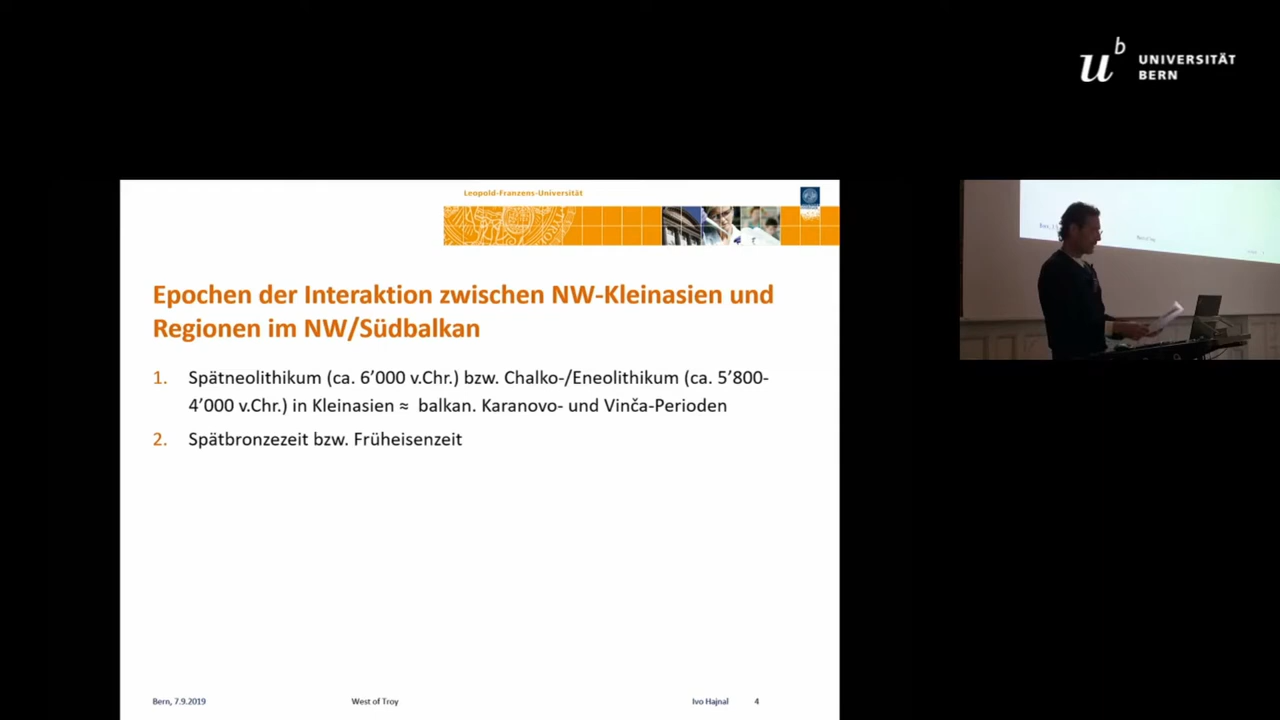 u b UNIVERSITÄT
BERN
Leopold-Franzens-Universität
Epochen der Interaktion zwischen NW-Kleinasien und
Regionen im NW/Südbalkan
1. Spätneolithikum (ca. 6’000 v.Chr.) bzw. Chalko-/Eneolithikum (ca. 5’800-
4’000 v.Chr.) in Kleinasien ≈ balkan. Karanovo- und Vinča-Perioden
2. Spätbronzezeit bzw. Früheisenzeit
Bern, 7.9.2019 West of Troy Ivo Hajnal 4